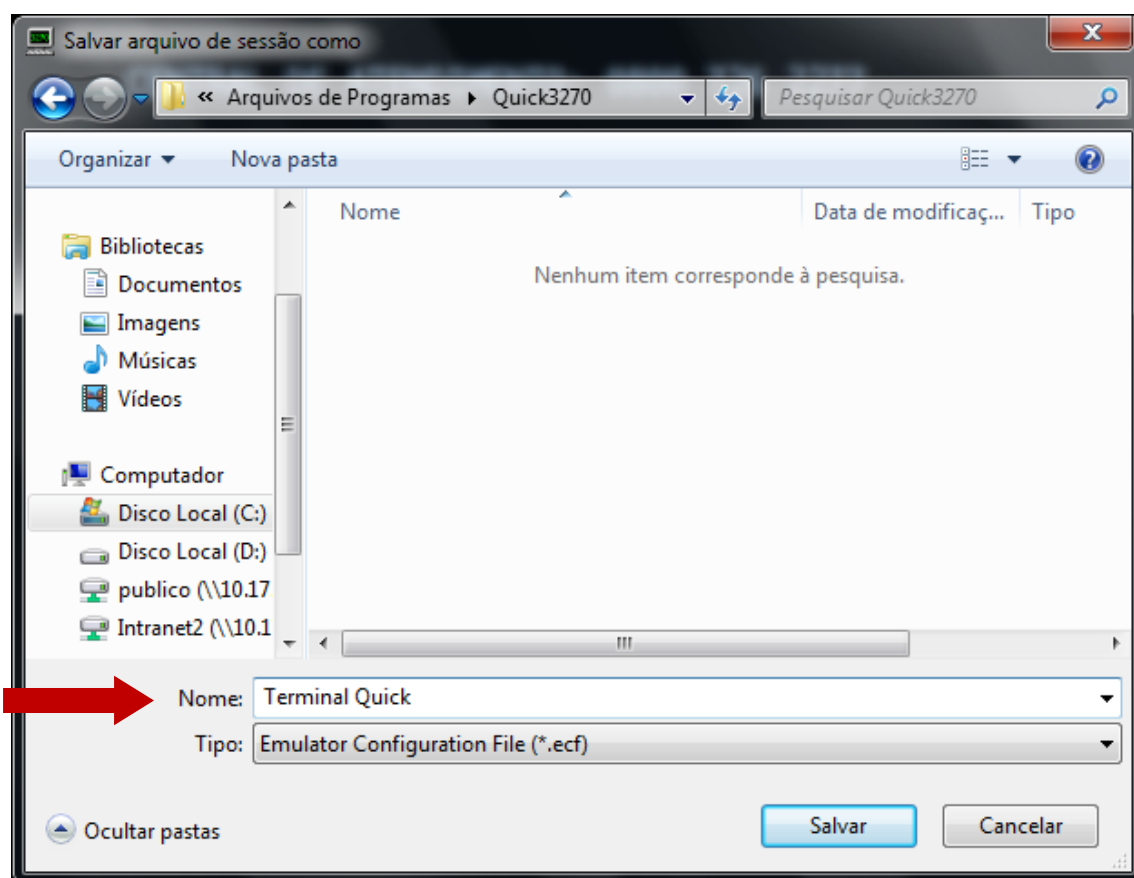 Salvar arquivo de sessão como
« Arquivos de Programas Quick3270
Pesquisar Quick3270
Organizar Nova pasta
Nome Data de modificaç... Tipo
Nenhum item corresponde à pesquisa.
Bibliotecas
Documentos
Imagens
Músicas
Vídeos
Computador
Disco Local (C:)
Disco Local (D:)
publico (\\10.17
Intranet2 (\\10.1
Nome: Terminal Quick
Tipo: Emulator Configuration File (*.ecf)
Ocultar pastas
Salvar Cancelar